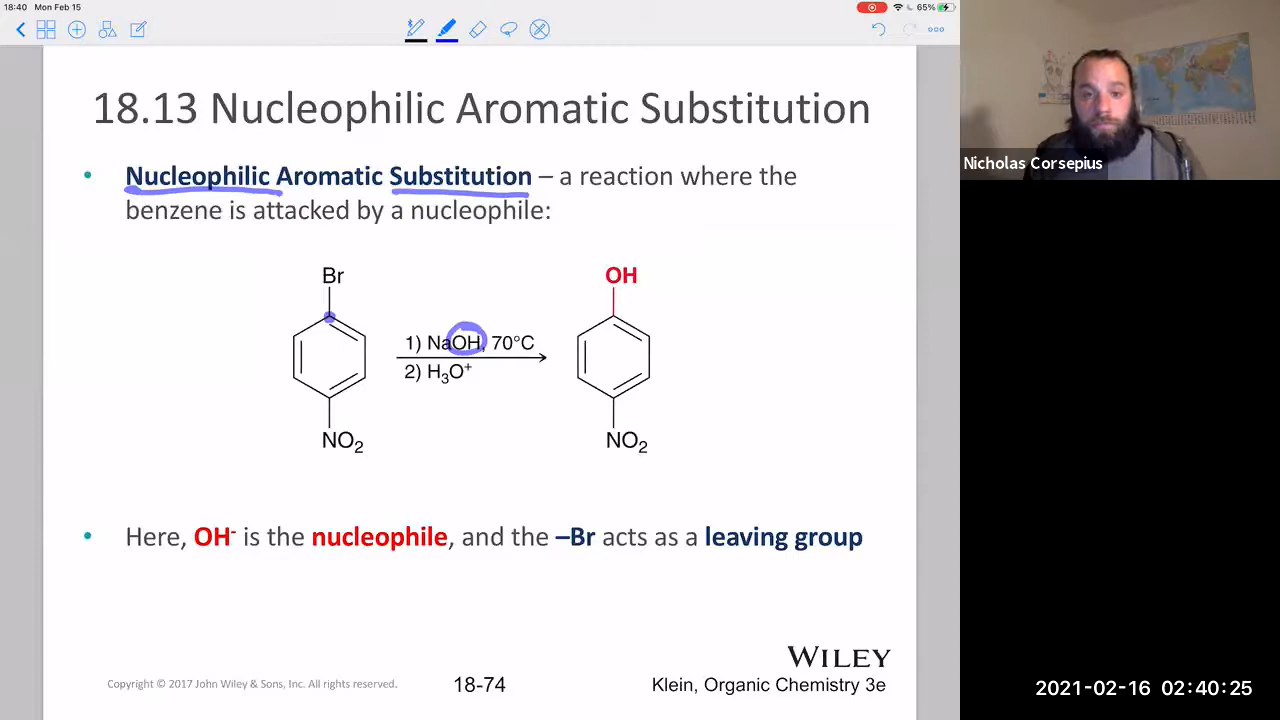 18:40 Mon Feb 15
65%
18.13 Nucleophilic Aromatic Substitution
• Nucleophilic Aromatic Substitution – a reaction where the
benzene is attacked by a nucleophile:
Br
OH
1) NaOH, 70°C
2) H₃O⁺
NO₂
NO₂
• Here, OH⁻ is the nucleophile, and the –Br acts as a leaving group
WILEY
Copyright © 2017 John Wiley & Sons, Inc. All rights reserved.
18-74
Klein, Organic Chemistry 3e
Nicholas Corsepius
2021-02-16 02:40:25